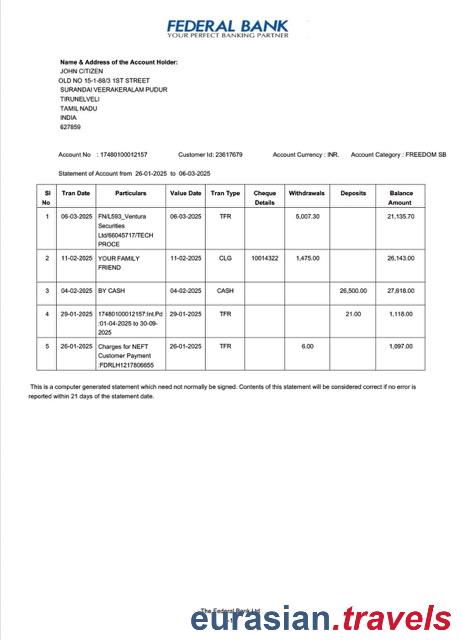 FEDERAL BANK
YOUR PERFECT BANKING PARTNER
Name & Address of the Account Holder:
JOHN CITIZEN
OLD NO 15-1-88/3 1ST STREET
SURANDAI VEERAKERALAM PUDUR
TIRUNELVELI
TAMIL NADU
INDIA
627859
Account No : 17480100012157 Customer Id: 23617679 Account Currency : INR. Account Category : FREEDOM SB
Statement of Account from 26-01-2025 to 06-03-2025
Sl No Tran Date Particulars Value Date Tran Type Cheque Details Withdrawals Deposits Balance Amount
1 06-03-2025 FN/L593_Ventura Securities Ltd/66045717/TECH PROCE 06-03-2025 TFR 5,007.30 21,135.70
2 11-02-2025 YOUR FAMILY FRIEND 11-02-2025 CLG 10014322 1,475.00 26,143.00
3 04-02-2025 BY CASH 04-02-2025 CASH 26,500.00 27,618.00
4 29-01-2025 17480100012157:Int.Pd :01-04-2025 to 30-09-2025 29-01-2025 TFR 21.00 1,118.00
5 26-01-2025 Charges for NEFT Customer Payment :FDRLH1217806655 26-01-2025 TFR 6.00 1,097.00
This is a computer generated statement which need not normally be signed. Contents of this statement will be considered correct if no error is
reported within 21 days of the statement date.
The Federal Bank Ltd
eurasian.travels